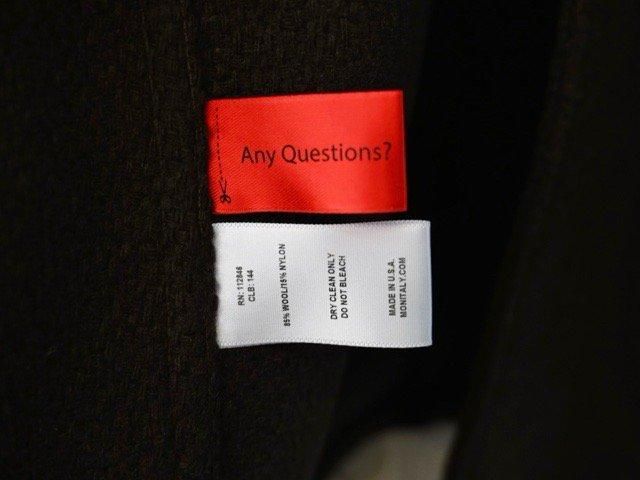 Any Questions?
RN: 112846
CLB: 144
85% WOOL/15% NYLON
DRY CLEAN ONLY
DO NOT BLEACH
MADE IN U.S.A.
MONITALY.COM